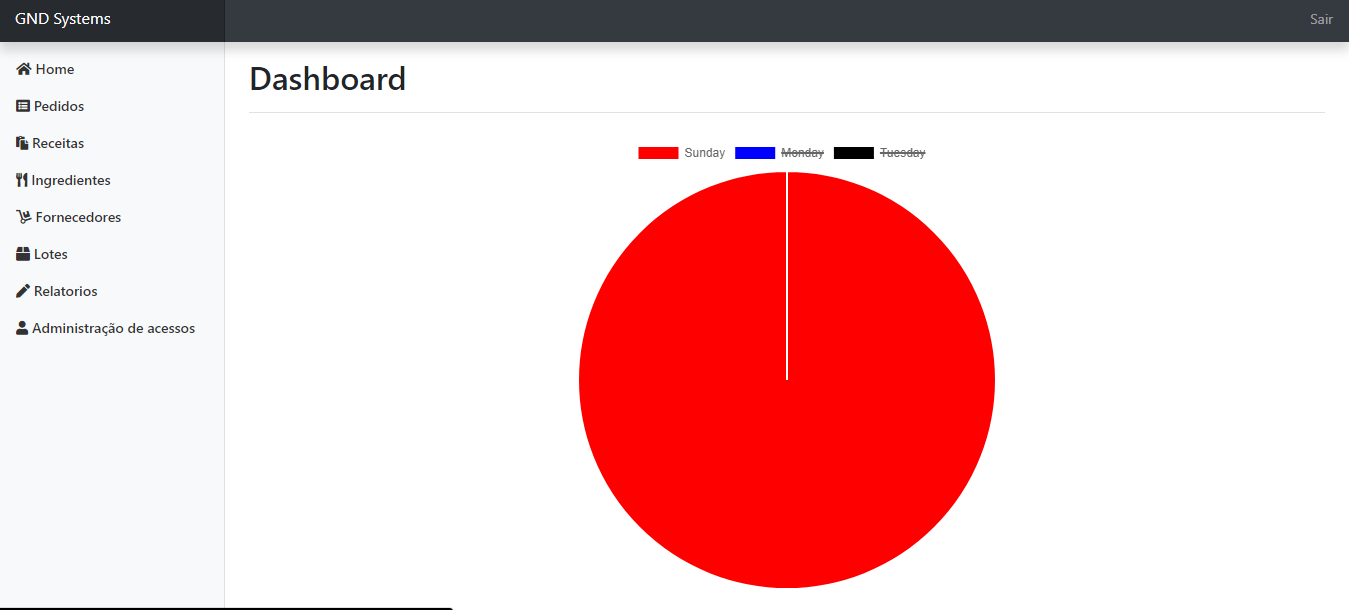 GND Systems
Sair
Home
Pedidos
Receitas
Ingredientes
Fornecedores
Lotes
Relatorios
Administração de acessos
Dashboard
Sunday Monday Tuesday